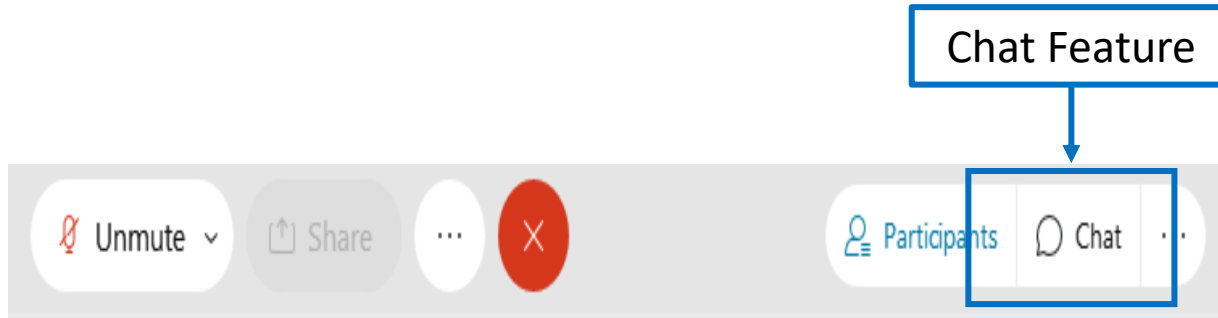 Chat Feature
Unmute
Share
...
Participants
Chat
...